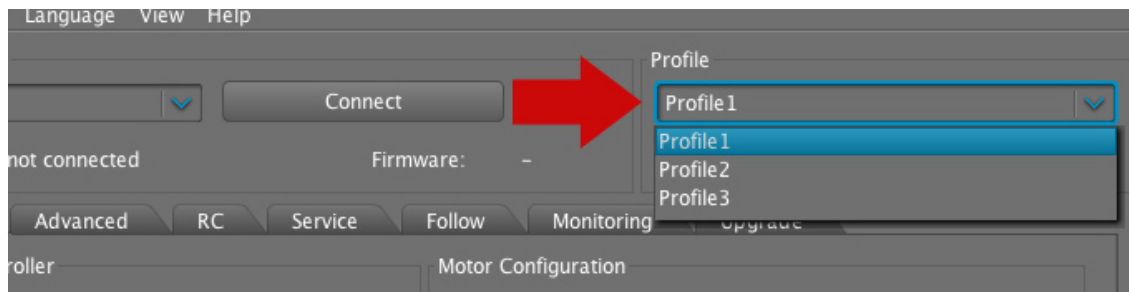 Language View Help
Profile
Connect
Profile1
Profile1
not connected
Firmware: -
Profile2
Profile3
Advanced RC Service Follow Monitoring Upgrade
roller
Motor Configuration